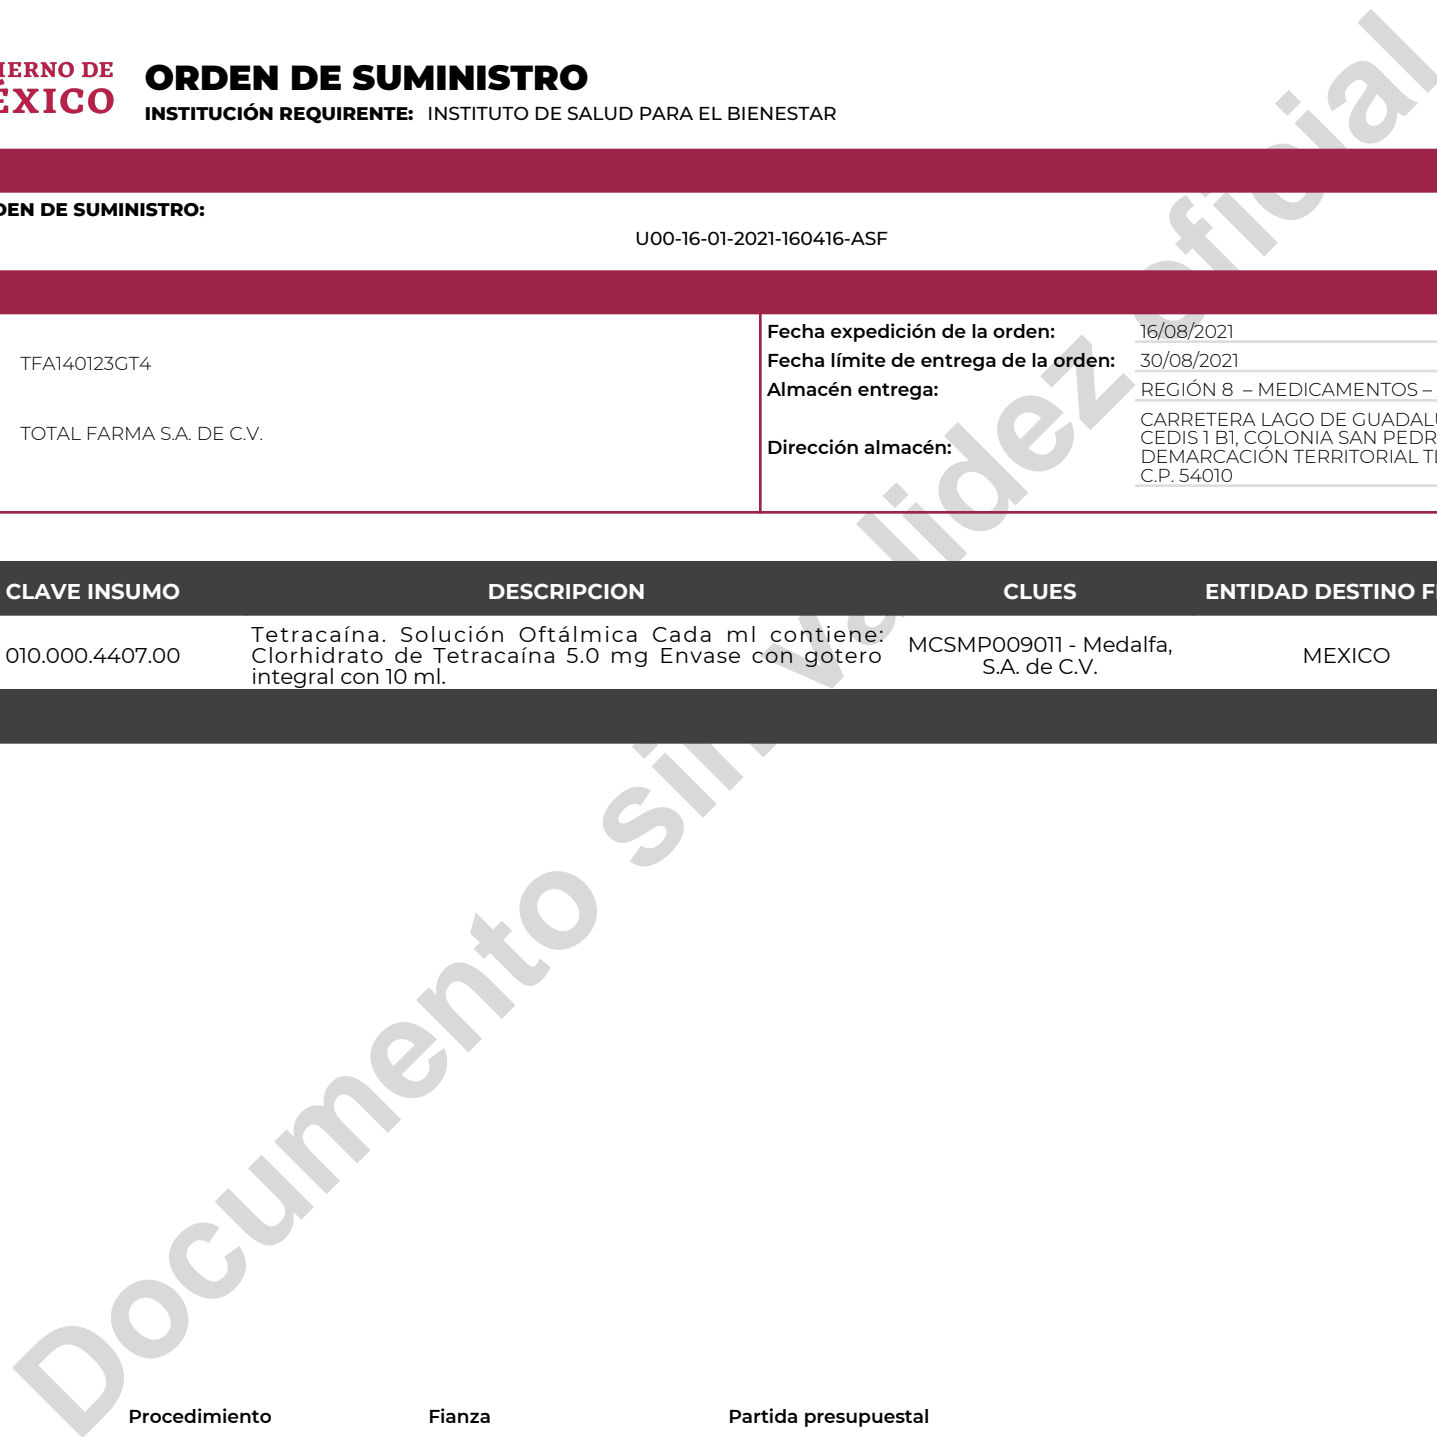 IERNO DE
ÉXICO
ORDEN DE SUMINISTRO
INSTITUCIÓN REQUIRENTE: INSTITUTO DE SALUD PARA EL BIENESTAR
DEN DE SUMINISTRO:
U00-16-01-2021-160416-ASF
TFA140123GT4
TOTAL FARMA S.A. DE C.V.
Fecha expedición de la orden: 16/08/2021
Fecha límite de entrega de la orden: 30/08/2021
Almacén entrega: REGIÓN 8 – MEDICAMENTOS –
Dirección almacén:
CARRETERA LAGO DE GUADALU
CEDIS 1 B1, COLONIA SAN PEDR
DEMARCACIÓN TERRITORIAL TL
C.P. 54010
CLAVE INSUMO DESCRIPCION CLUES ENTIDAD DESTINO FI
010.000.4407.00
Tetracaína. Solución Oftálmica Cada ml contiene:
Clorhidrato de Tetracaína 5.0 mg Envase con gotero
integral con 10 ml.
MCSMP009011 - Medalfa,
S.A. de C.V.
MEXICO
Documento sin validez oficial
Procedimiento Fianza Partida presupuestal